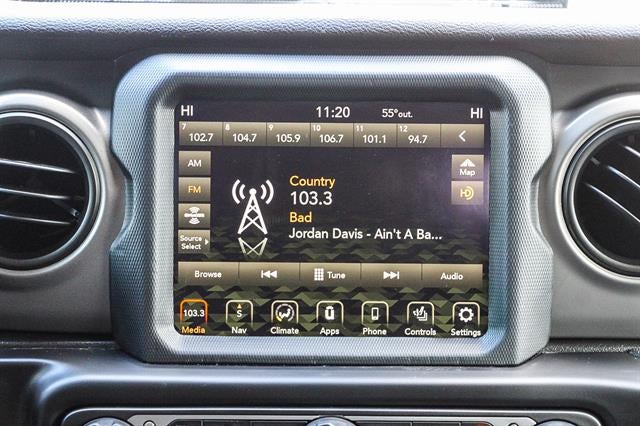 HI 11:20 55°out. HI
7 102.7 8 104.7 9 105.9 10 106.7 11 101.1 12 94.7
AM
Map
Country
FM
103.3
HD
Bad
Jordan Davis - Ain't A Ba...
Source
Select
Browse Tune Audio
103.3 S
Media Nav Climate Apps Phone Controls Settings